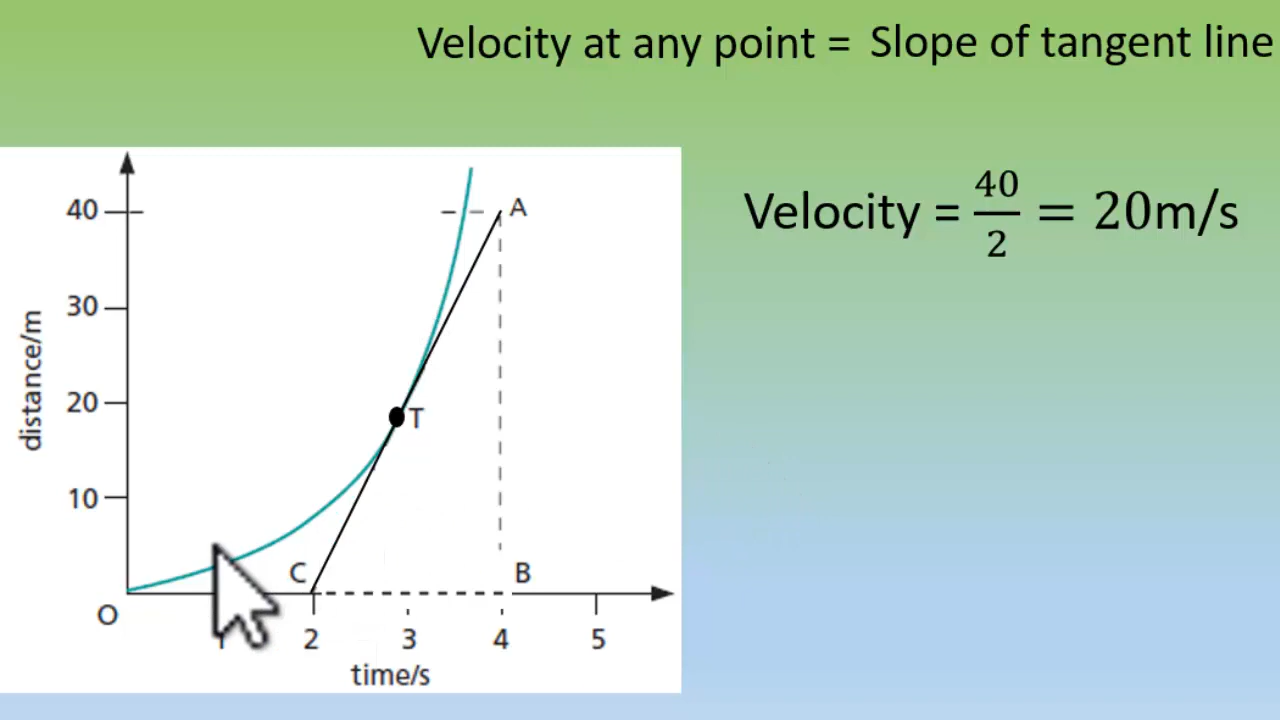 Velocity at any point = Slope of tangent line
Velocity = 40/2 = 20m/s
distance/m
40
30
20
10
A
T
C
B
O
2
3
4
5
time/s